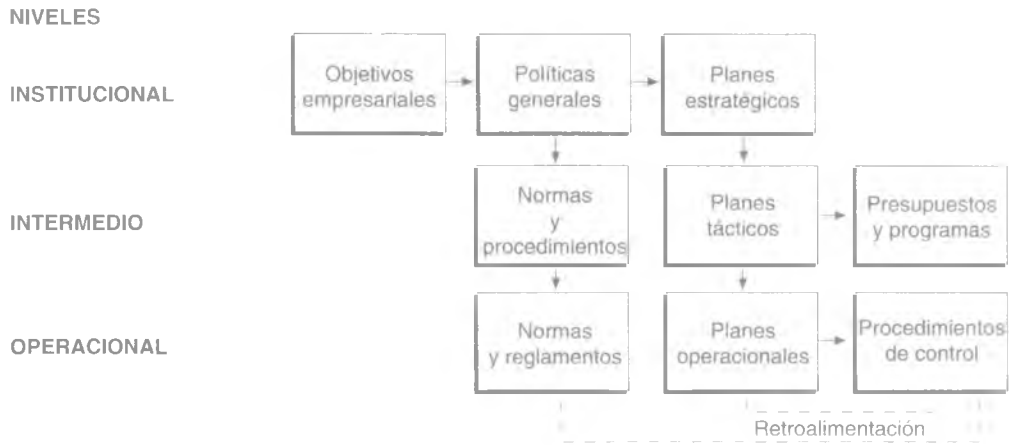 NIVELES
INSTITUCIONAL
Objetivos
empresariales
Políticas
generales
Planes
estratégicos
INTERMEDIO
Normas
y
procedimientos
Planes
tácticos
Presupuestos
y programas
OPERACIONAL
Normas
y reglamentos
Planes
operacionales
Procedimientos
de control
Retroalimentación